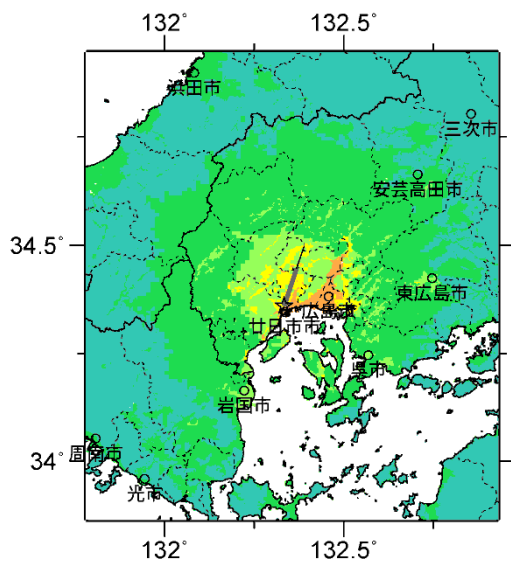 132° 132.5°
浜田市
三次市
安芸高田市
34.5°
東広島市
広島市
廿日市市
呉市
岩国市
34°
周南市
光市
132° 132.5°